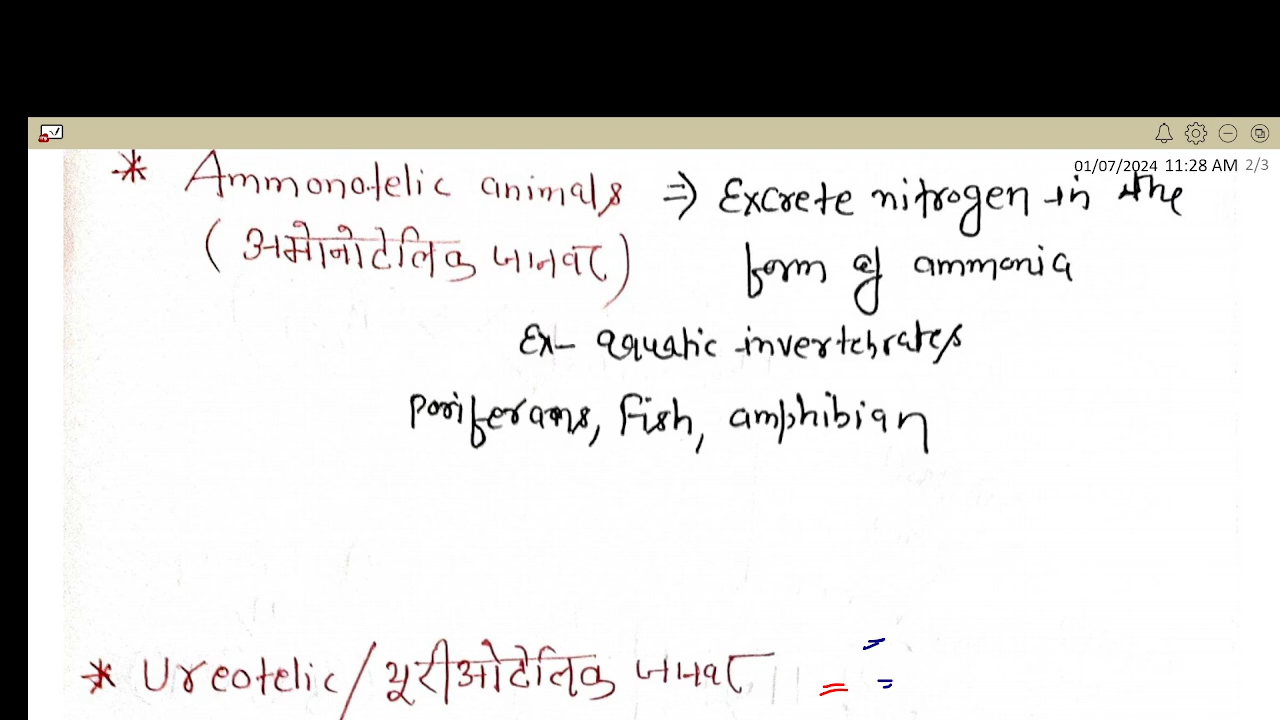 01/07/2024 11:28 AM 2/3
* Ammonotelic animals ⇒ Excrete nitrogen in the
(अमोनोटेलिक जानवर) form of ammonia
Ex- aquatic invertebrates
Poriferans, Fish, amphibian
* Ureotelic/यूरीओटेलिक जानवर =